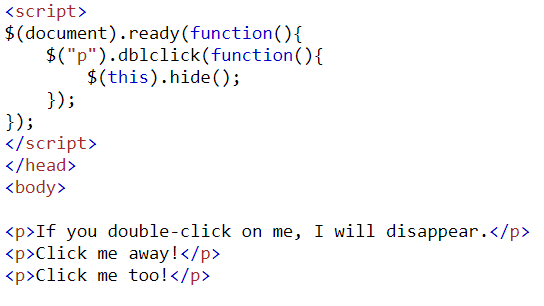 <script>
$(document).ready(function(){
    $("p").dblclick(function(){
        $(this).hide();
    });
});
</script>
</head>
<body>

<p>If you double-click on me, I will disappear.</p>
<p>Click me away!</p>
<p>Click me too!</p>